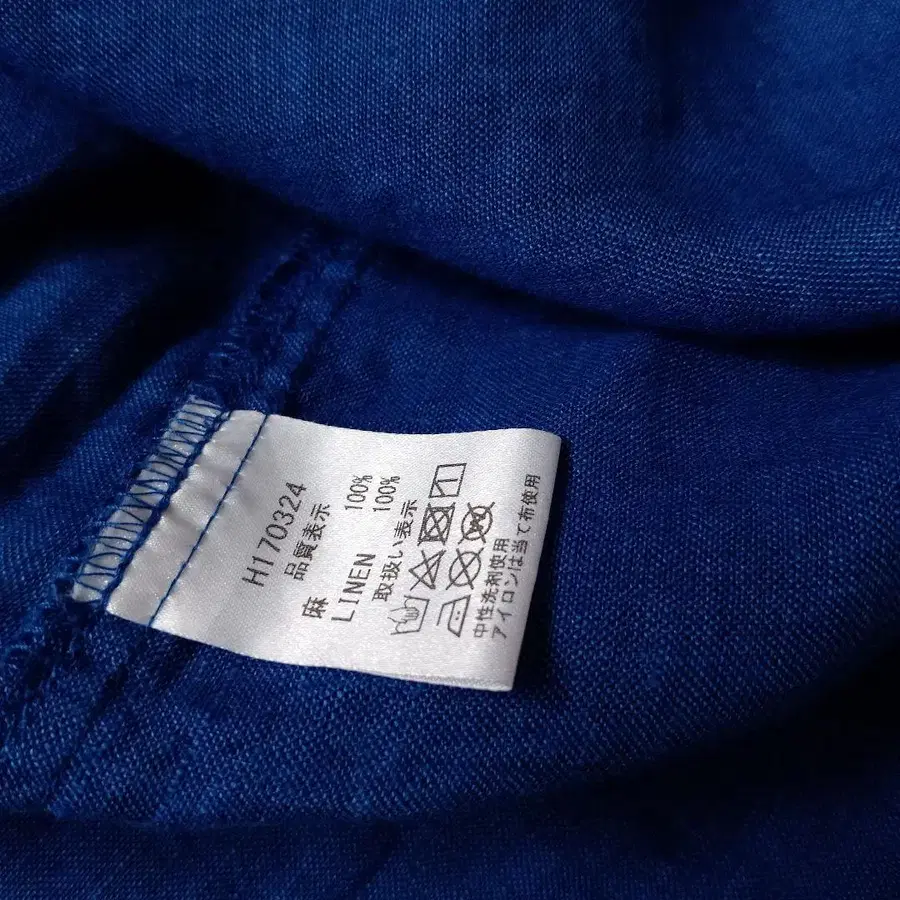 H170324
品質表示
麻 100%
LINEN 100%
取扱い表示
中性洗剤使用
アイロンは当て布使用